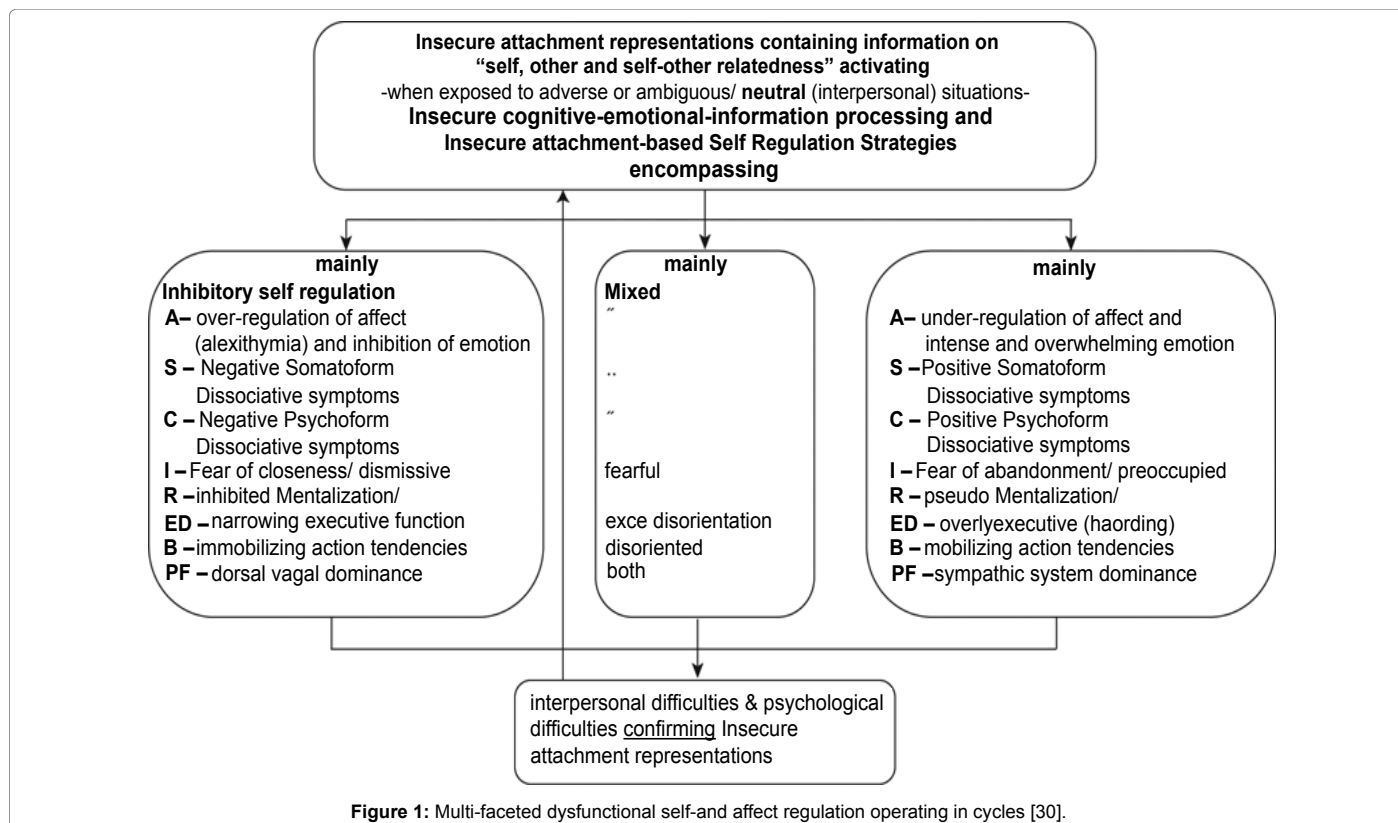 Insecure attachment representations containing information on
“self, other and self-other relatedness” activating
-when exposed to adverse or ambiguous/ neutral (interpersonal) situations-
Insecure cognitive-emotional-information processing and
Insecure attachment-based Self Regulation Strategies
encompassing
mainly
Inhibitory self regulation
A– over-regulation of affect
(alexithymia) and inhibition of emotion
S – Negative Somatoform
Dissociative symptoms
C – Negative Psychoform
Dissociative symptoms
I – Fear of closeness/ dismissive
R – inhibited Mentalization/
ED – narrowing executive function
B – immobilizing action tendencies
PF – dorsal vagal dominance
mainly
Mixed
˝
¨
˝
fearful
exce disorientation
disoriented
both
mainly
A– under-regulation of affect and
intense and overwhelming emotion
S –Positive Somatoform
Dissociative symptoms
C – Positive Psychoform
Dissociative symptoms
I – Fear of abandonment/ preoccupied
R – pseudo Mentalization/
ED – overlyexecutive (haording)
B – mobilizing action tendencies
PF –sympathic system dominance
interpersonal difficulties & psychological
difficulties confirming Insecure
attachment representations
Figure 1: Multi-faceted dysfunctional self-and affect regulation operating in cycles [30].